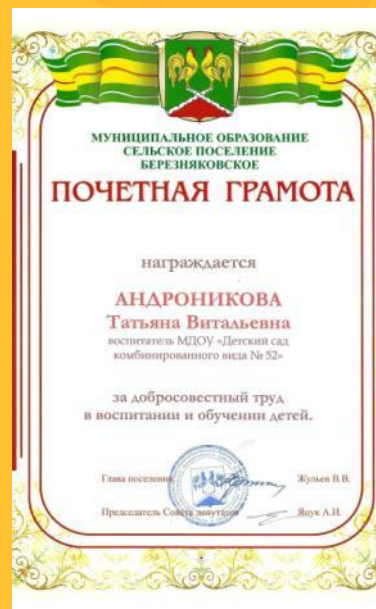 МУНИЦИПАЛЬНОЕ ОБРАЗОВАНИЕ
СЕЛЬСКОЕ ПОСЕЛЕНИЕ
БЕРЕЗНЯКОВСКОЕ
ПОЧЕТНАЯ ГРАМОТА
награждается
АНДРОНИКОВА
Татьяна Витальевна
воспитатель МДОУ «Детский сад
комбинированного вида № 52»
за добросовестный труд
в воспитании и обучении детей.
Глава поселения Жульев В.В.
Председатель Совета депутатов Яцук А.И.